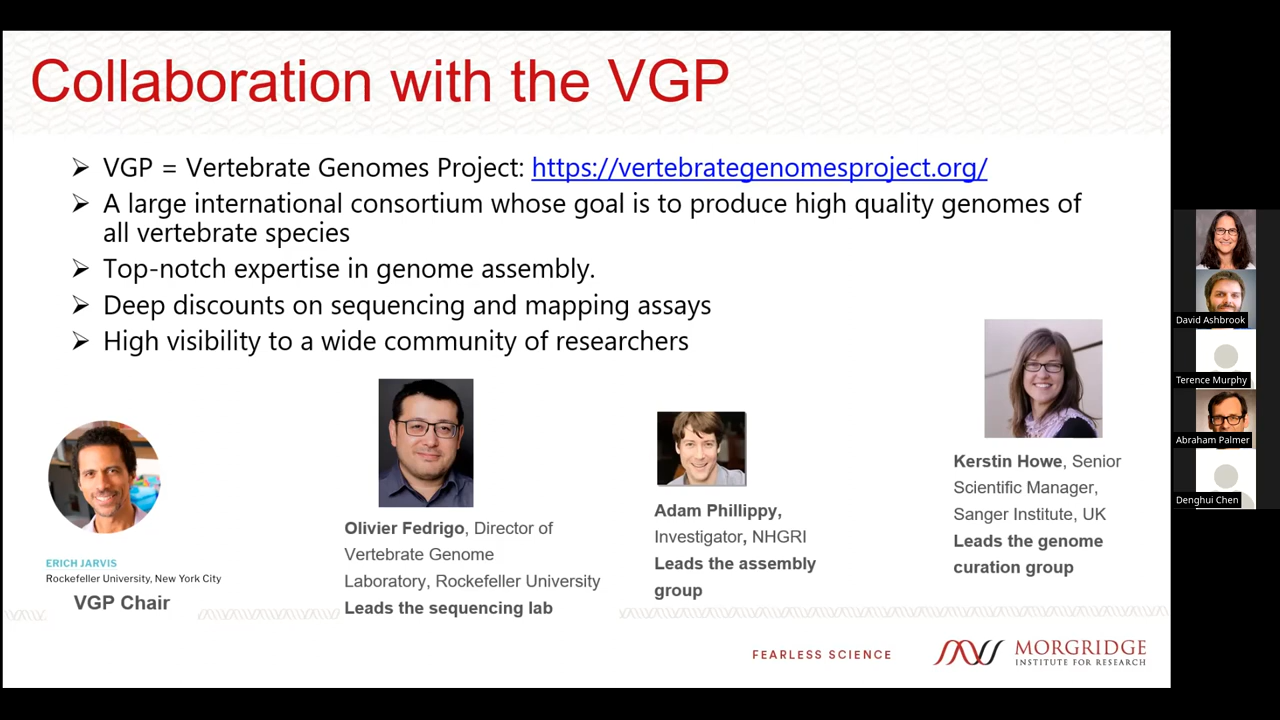 Collaboration with the VGP
VGP = Vertebrate Genomes Project: https://vertebrategenomesproject.org/
A large international consortium whose goal is to produce high quality genomes of
all vertebrate species
Top-notch expertise in genome assembly.
Deep discounts on sequencing and mapping assays
High visibility to a wide community of researchers
ERICH JARVIS
Rockefeller University, New York City
VGP Chair
Olivier Fedrigo, Director of
Vertebrate Genome
Laboratory, Rockefeller University
Leads the sequencing lab
Adam Phillippy,
Investigator, NHGRI
Leads the assembly
group
Kerstin Howe, Senior
Scientific Manager,
Sanger Institute, UK
Leads the genome
curation group
FEARLESS SCIENCE
MORGRIDGE
INSTITUTE FOR RESEARCH
David Ashbrook
Terence Murphy
Abraham Palmer
Denghui Chen